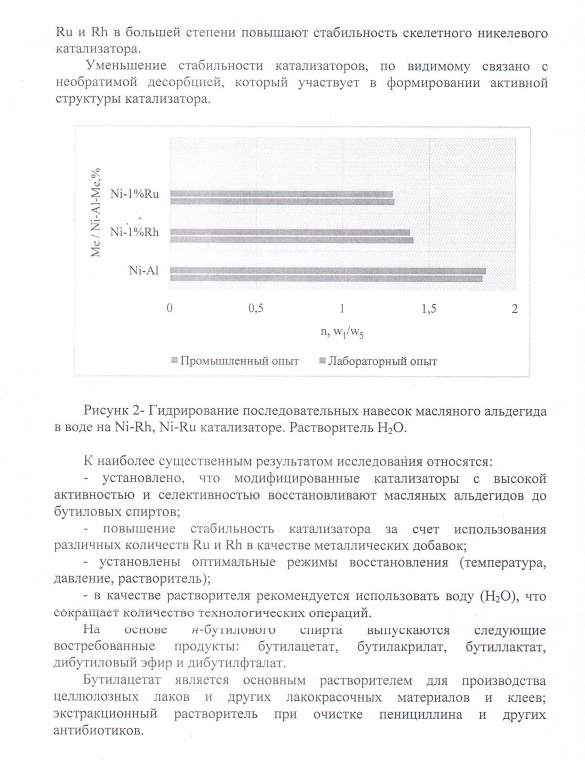 Ru и Rh в большей степени повышают стабильность скелетного никелевого
катализатора.
Уменьшение стабильности катализаторов, по видимому связано с
необратимой десорбцией, который участвует в формировании активной
структуры катализатора.
Me / Ni-Al-Me,%
Ni-1%Ru
Ni-1%Rh
Ni-Al
0 0,5 1 1,5 2
n, w₁/w₅
Промышленный опыт Лабораторный опыт
Рисунк 2- Гидрирование последовательных навесок масляного альдегида
в воде на Ni-Rh, Ni-Ru катализаторе. Растворитель H₂O.
К наиболее существенным результатом исследования относятся:
- установлено, что модифицированные катализаторы с высокой
активностью и селективностью восстановливают масляных альдегидов до
бутиловых спиртов;
- повышение стабильность катализатора за счет использования
различных количеств Ru и Rh в качестве металлических добавок;
- установлены оптимальные режимы восстановления (температура,
давление, растворитель);
- в качестве растворителя рекомендуется использовать воду (H₂O), что
сокращает количество технологических операций.
На основе н-бутилового спирта выпускаются следующие
востребованные продукты: бутилацетат, бутилакрилат, бутиллактат,
дибутиловый эфир и дибутилфталат.
Бутилацетат является основным растворителем для производства
целлюлозных лаков и других лакокрасочных материалов и клеев;
экстракционный растворитель при очистке пенициллина и других
антибиотиков.